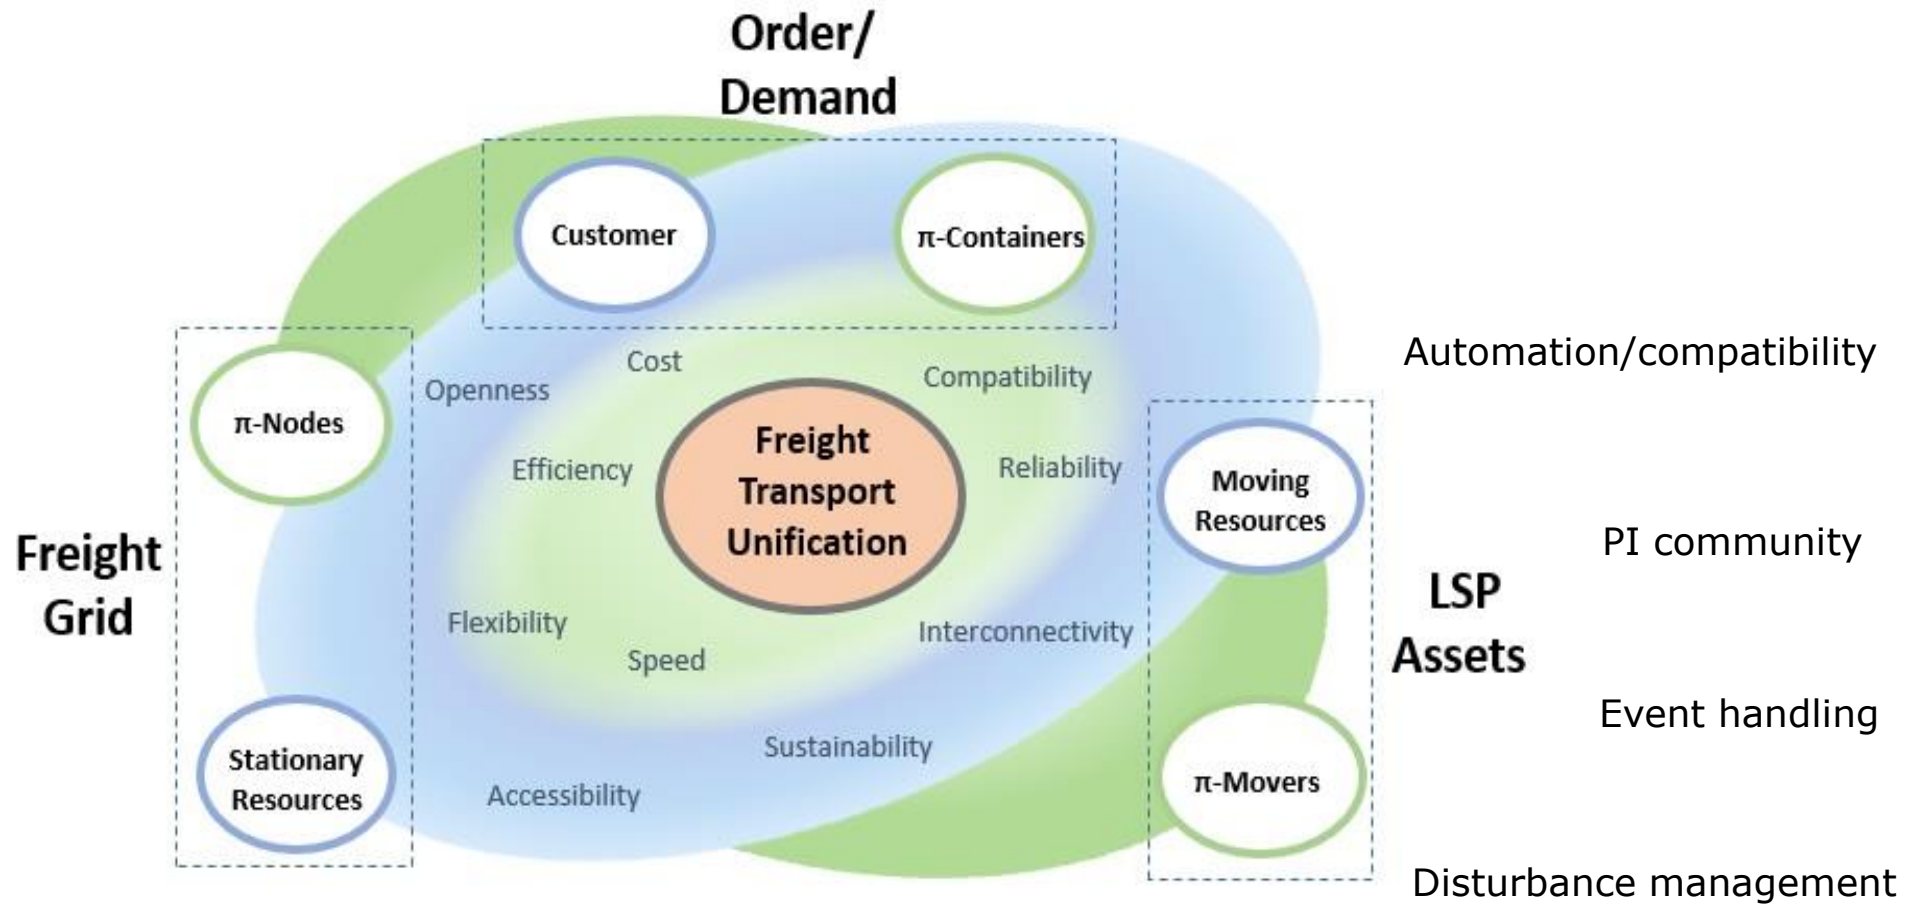 Order/
Demand
Customer
π-Containers
Cost
Openness
Compatibility
Automation/compatibility
π-Nodes
Freight
Transport
Unification
Efficiency
Reliability
Moving
Resources
Freight
Grid
PI community
LSP
Assets
Flexibility
Interconnectivity
Speed
Event handling
Sustainability
Stationary
Resources
Accessibility
π-Movers
Disturbance management